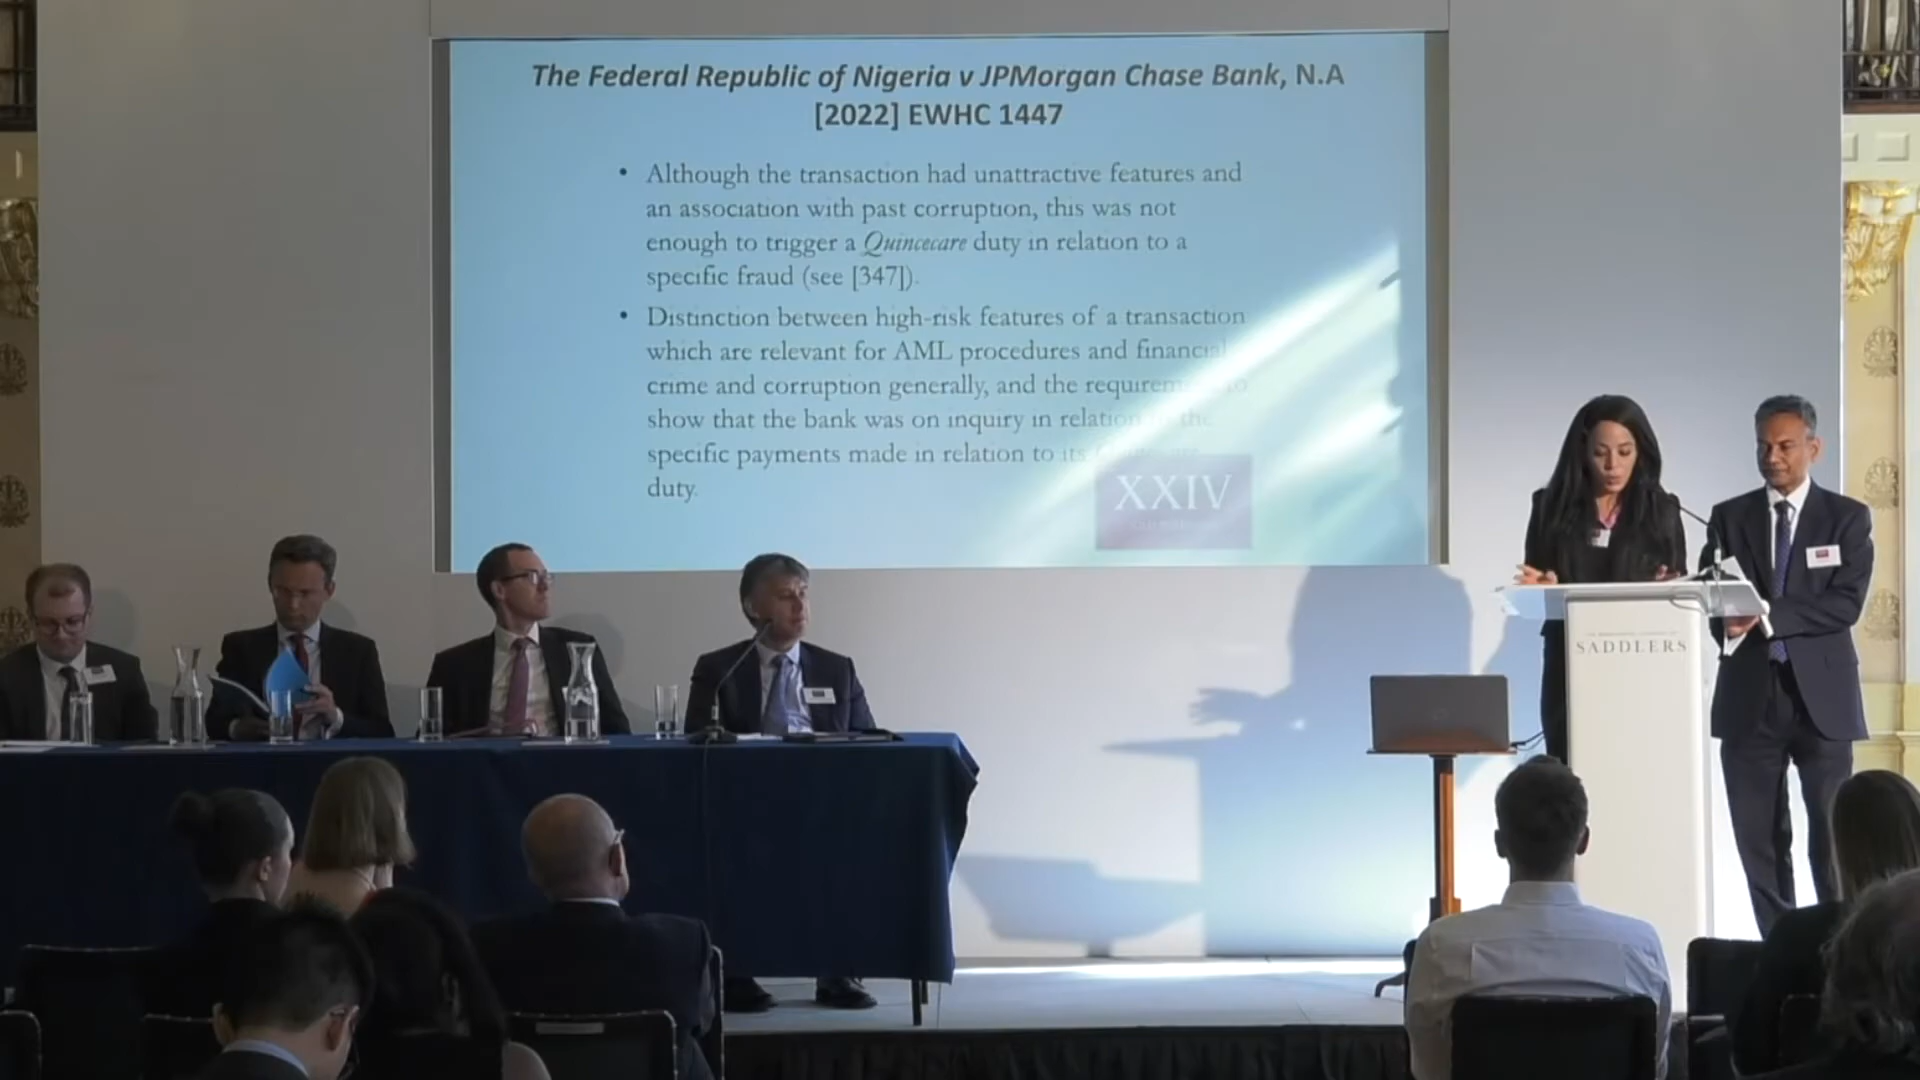 The Federal Republic of Nigeria v JPMorgan Chase Bank, N.A
[2022] EWHC 1447
• Although the transaction had unattractive features and
an association with past corruption, this was not
enough to trigger a Quincecare duty in relation to a
specific fraud (see [347]).
• Distinction between high-risk features of a transaction
which are relevant for AML procedures and financial
crime and corruption generally, and the requirement to
show that the bank was on inquiry in relation to the
specific payments made in relation to its Quincecare
duty.
XXIV
SADDLERS